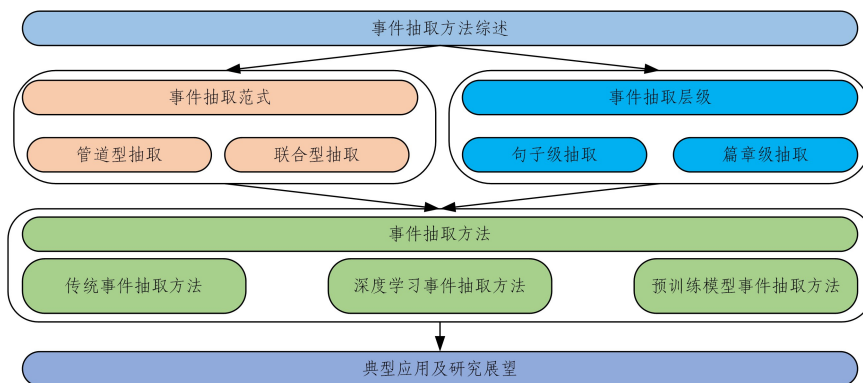 事件抽取方法综述
事件抽取范式
事件抽取层级
管道型抽取
联合型抽取
句子级抽取
篇章级抽取
事件抽取方法
传统事件抽取方法
深度学习事件抽取方法
预训练模型事件抽取方法
典型应用及研究展望